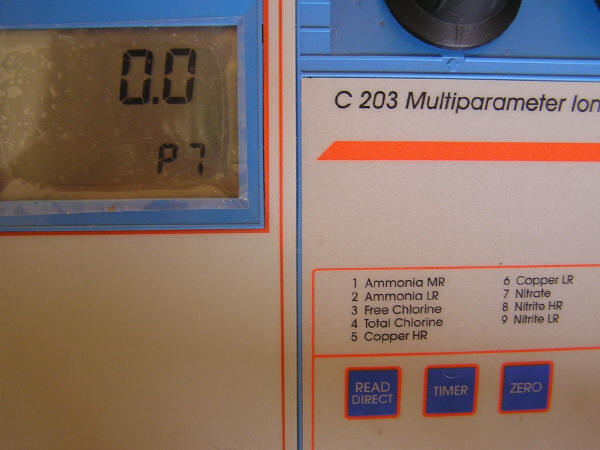 0.0
P7
C 203 Multiparameter Ion
1 Ammonia MR
2 Ammonia LR
3 Free Chlorine
4 Total Chlorine
5 Copper HR
6 Copper LR
7 Nitrate
8 Nitrite HR
9 Nitrite LR
READ
DIRECT
TIMER
ZERO